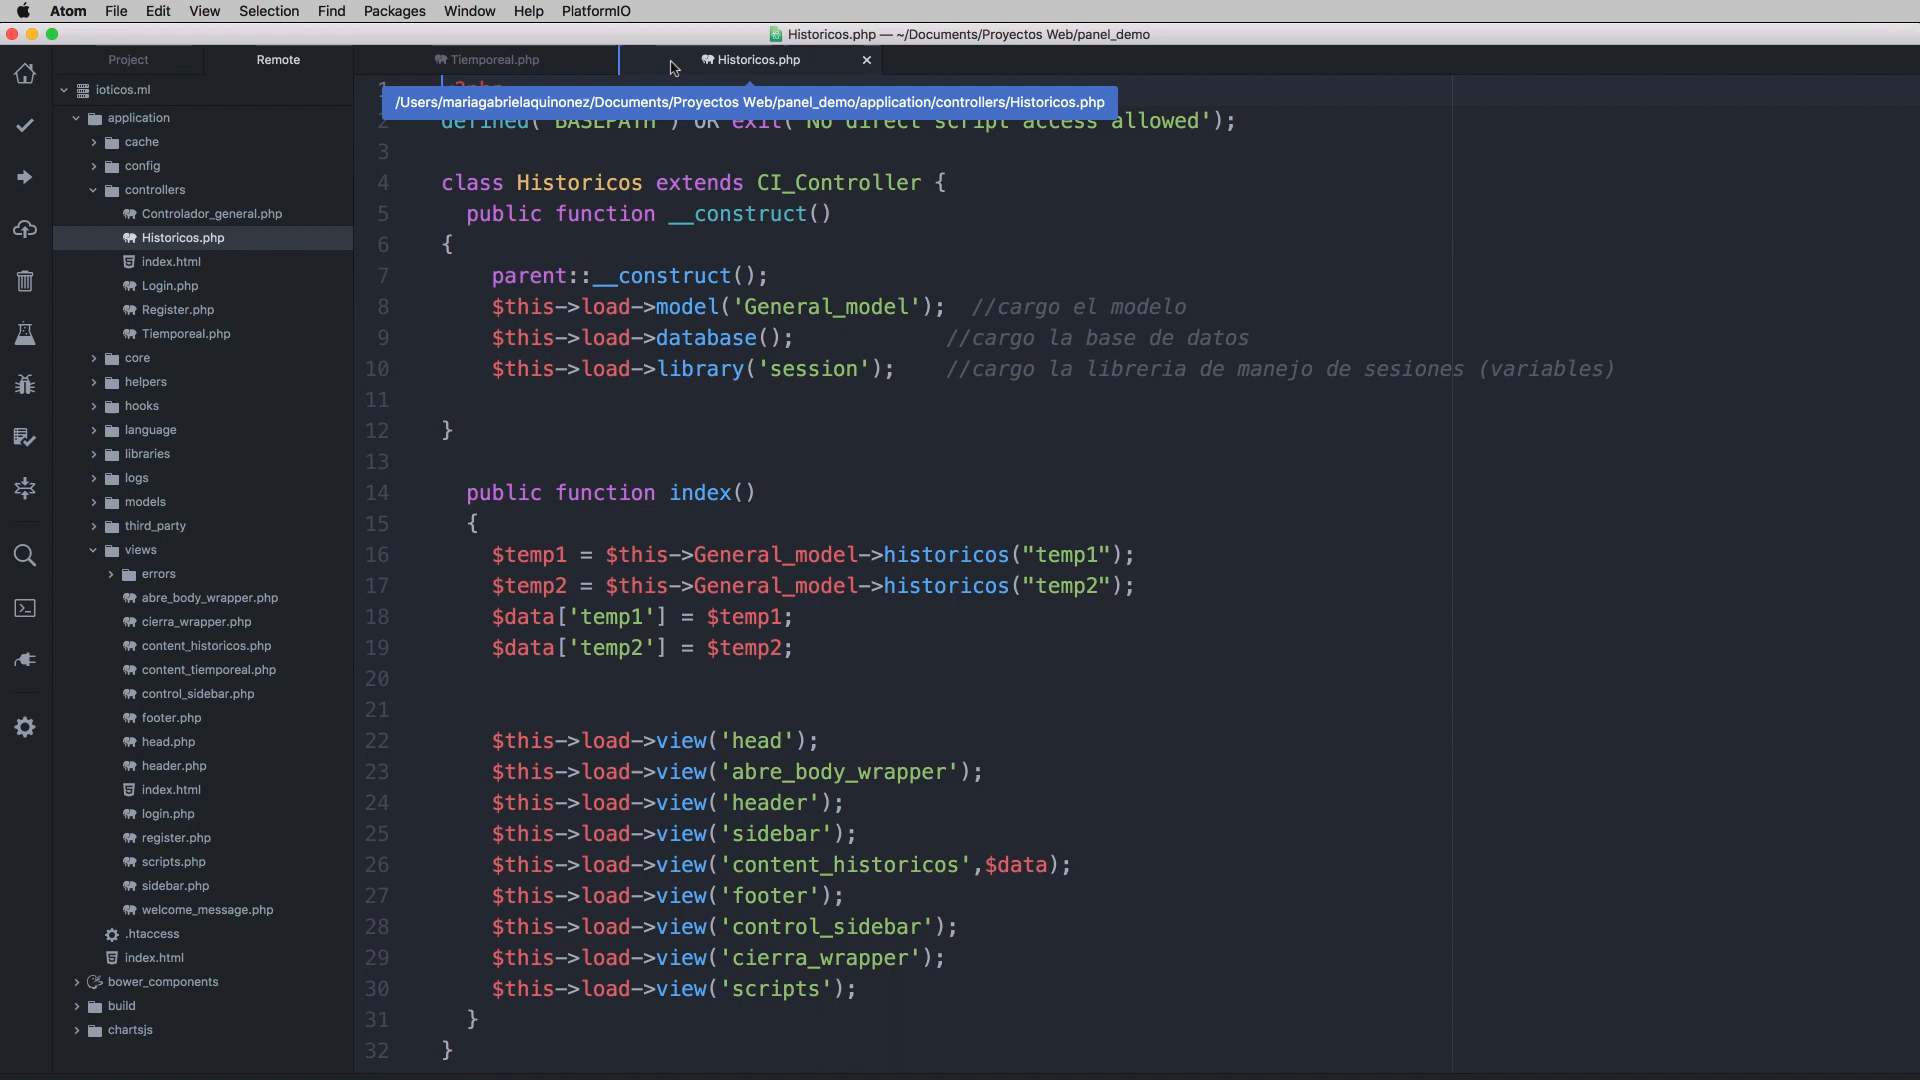 Atom File Edit View Selection Find Packages Window Help PlatformIO
Historicos.php — ~/Documents/Proyectos Web/panel_demo
Project Remote Tiemporeal.php Historicos.php
ioticos.ml
application
cache
config
controllers
Controlador_general.php
Historicos.php
index.html
Login.php
Register.php
Tiemporeal.php
core
helpers
hooks
language
libraries
logs
models
third_party
views
errors
abre_body_wrapper.php
cierra_wrapper.php
content_historicos.php
content_tiemporeal.php
control_sidebar.php
footer.php
head.php
header.php
index.html
login.php
register.php
scripts.php
sidebar.php
welcome_message.php
.htaccess
index.html
bower_components
build
chartsjs
1 <?php
/Users/mariagabrielaquinonez/Documents/Proyectos Web/panel_demo/application/controllers/Historicos.php
2 defined('BASEPATH') OR exit('No direct script access allowed');
3
4 class Historicos extends CI_Controller {
5 public function __construct()
6 {
7 parent::__construct();
8 $this->load->model('General_model'); //cargo el modelo
9 $this->load->database(); //cargo la base de datos
10 $this->load->library('session'); //cargo la libreria de manejo de sesiones (variables)
11
12 }
13
14 public function index()
15 {
16 $temp1 = $this->General_model->historicos("temp1");
17 $temp2 = $this->General_model->historicos("temp2");
18 $data['temp1'] = $temp1;
19 $data['temp2'] = $temp2;
20
21
22 $this->load->view('head');
23 $this->load->view('abre_body_wrapper');
24 $this->load->view('header');
25 $this->load->view('sidebar');
26 $this->load->view('content_historicos',$data);
27 $this->load->view('footer');
28 $this->load->view('control_sidebar');
29 $this->load->view('cierra_wrapper');
30 $this->load->view('scripts');
31 }
32 }